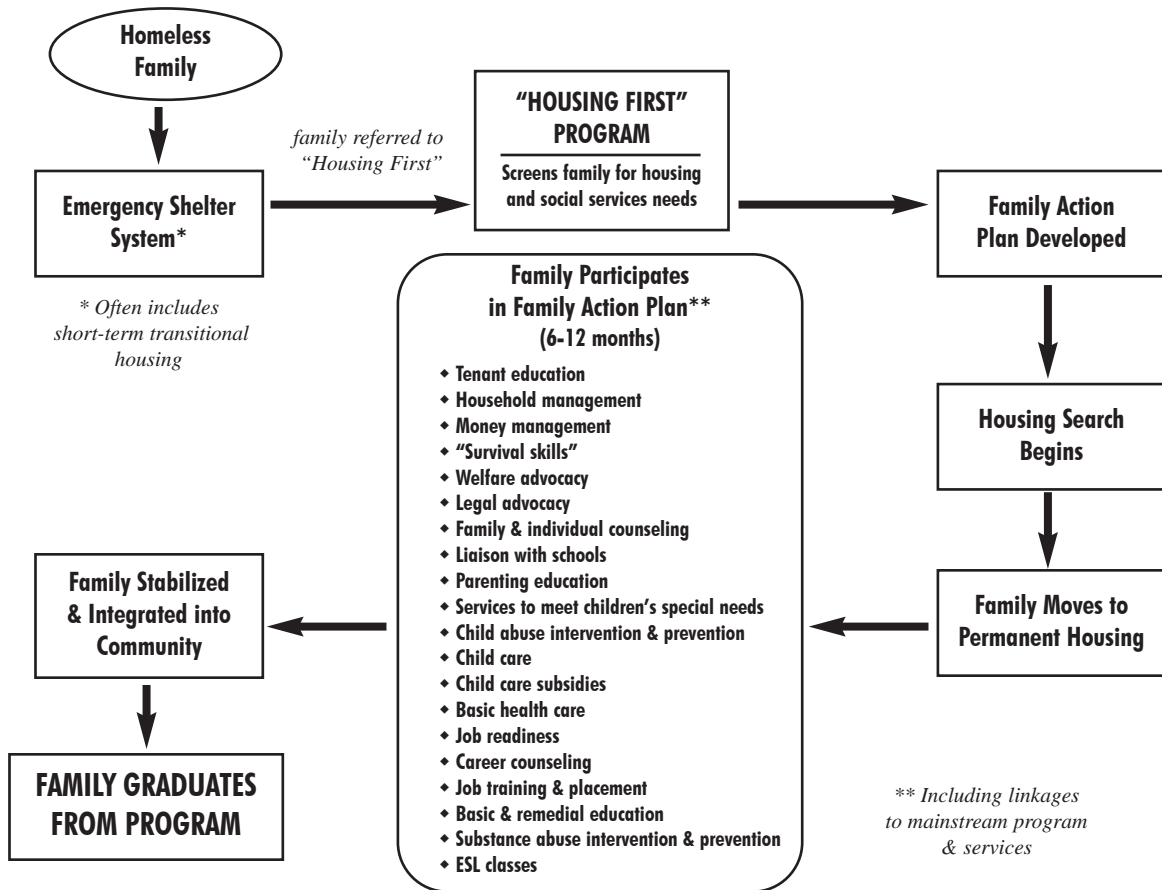 Homeless
Family
family referred to
“Housing First”
“HOUSING FIRST”
PROGRAM
Screens family for housing
and social services needs
Emergency Shelter
System*
* Often includes
short-term transitional
housing
Family Action
Plan Developed
Housing Search
Begins
Family Moves to
Permanent Housing
Family Participates
in Family Action Plan**
(6-12 months)
◆ Tenant education
◆ Household management
◆ Money management
◆ “Survival skills”
◆ Welfare advocacy
◆ Legal advocacy
◆ Family & individual counseling
◆ Liaison with schools
◆ Parenting education
◆ Services to meet children’s special needs
◆ Child abuse intervention & prevention
◆ Child care
◆ Child care subsidies
◆ Basic health care
◆ Job readiness
◆ Career counseling
◆ Job training & placement
◆ Basic & remedial education
◆ Substance abuse intervention & prevention
◆ ESL classes
** Including linkages
to mainstream program
& services
Family Stabilized
& Integrated into
Community
FAMILY GRADUATES
FROM PROGRAM